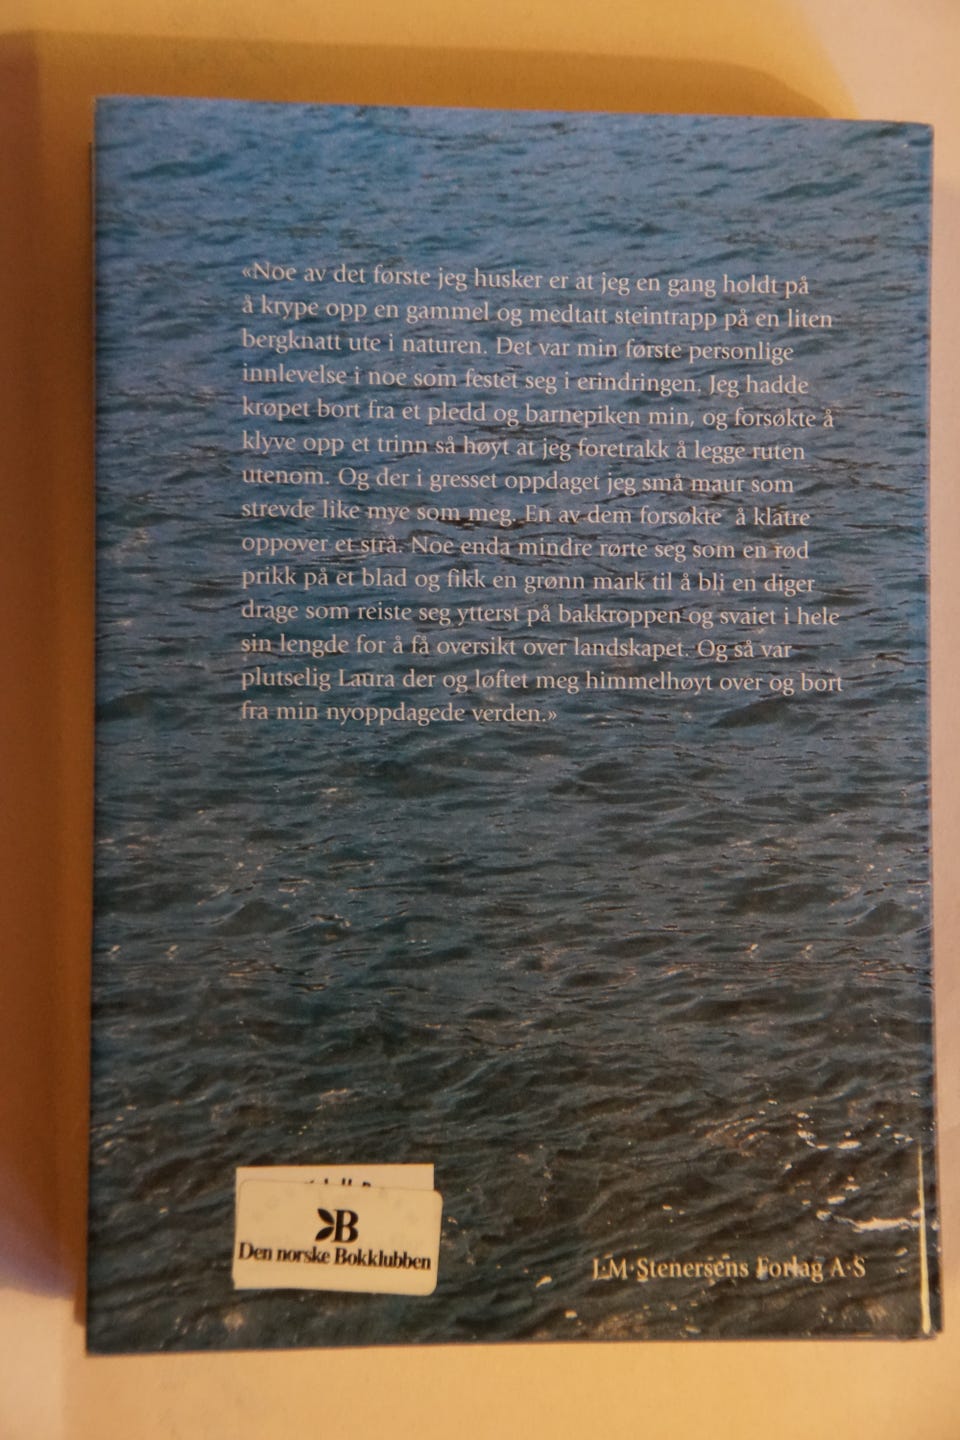 «Noe av det første jeg husker er at jeg en gang holdt på
å krype opp en gammel og medtatt steintrapp på en liten
bergknatt ute i naturen. Det var min første personlige
innlevelse i noe som festet seg i erindringen. Jeg hadde
krøpet bort fra et pledd og barnepiken min, og forsøkte å
klyve opp et trinn så høyt at jeg foretrakk å legge ruten
utenom. Og der i gresset oppdaget jeg små maur som
strevde like mye som meg. En av dem forsøkte å klatre
oppover et strå. Noe enda mindre rørte seg som en rød
prikk på et blad og fikk en grønn mark til å bli en diger
drage som reiste seg ytterst på bakkroppen og svaiet i hele
sin lengde for å få oversikt over landskapet. Og så var
plutselig Laura der og løftet meg himmelhøyt over og bort
fra min nyoppdagede verden.»
B
Den norske Bokklubben
J·M·Stenersens Forlag A·S